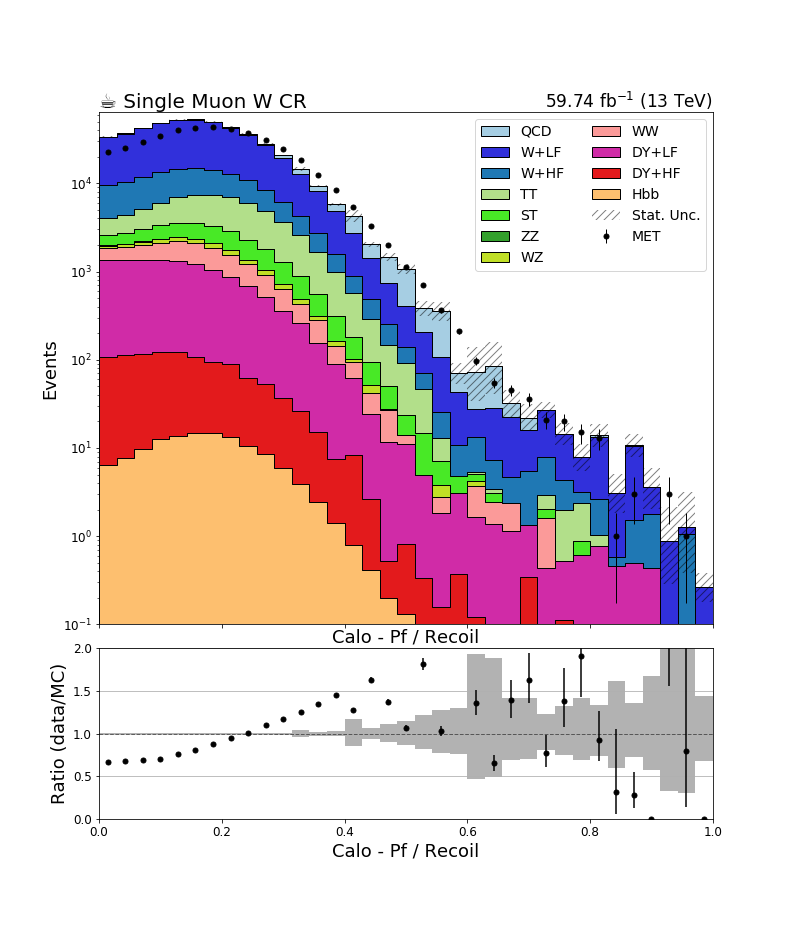 ☕ Single Muon W CR
59.74 fb⁻¹ (13 TeV)
QCD
W+LF
W+HF
TT
ST
ZZ
WZ
WW
DY+LF
DY+HF
Hbb
Stat. Unc.
MET
Events
10⁴
10³
10²
10¹
10⁰
10⁻¹
Calo - Pf / Recoil
Ratio (data/MC)
2.0
1.5
1.0
0.5
0.0
0.0 0.2 0.4 0.6 0.8 1.0
Calo - Pf / Recoil